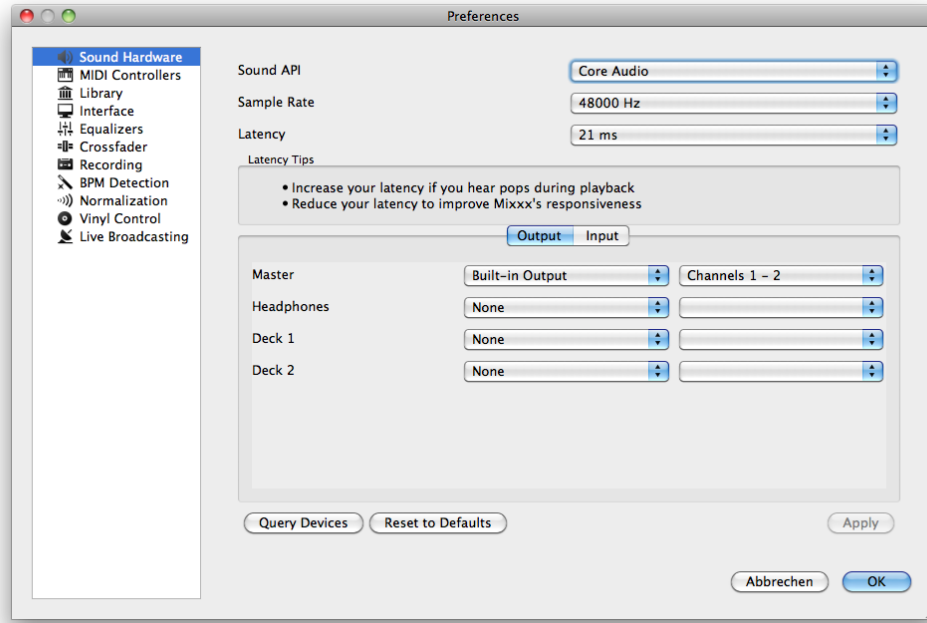 Preferences
Sound Hardware
MIDI Controllers
Library
Interface
Equalizers
Crossfader
Recording
BPM Detection
Normalization
Vinyl Control
Live Broadcasting
Sound API Core Audio
Sample Rate 48000 Hz
Latency 21 ms
Latency Tips
• Increase your latency if you hear pops during playback
• Reduce your latency to improve Mixxx's responsiveness
Output Input
Master Built-in Output Channels 1 - 2
Headphones None
Deck 1 None
Deck 2 None
Query Devices Reset to Defaults Apply
Abbrechen OK